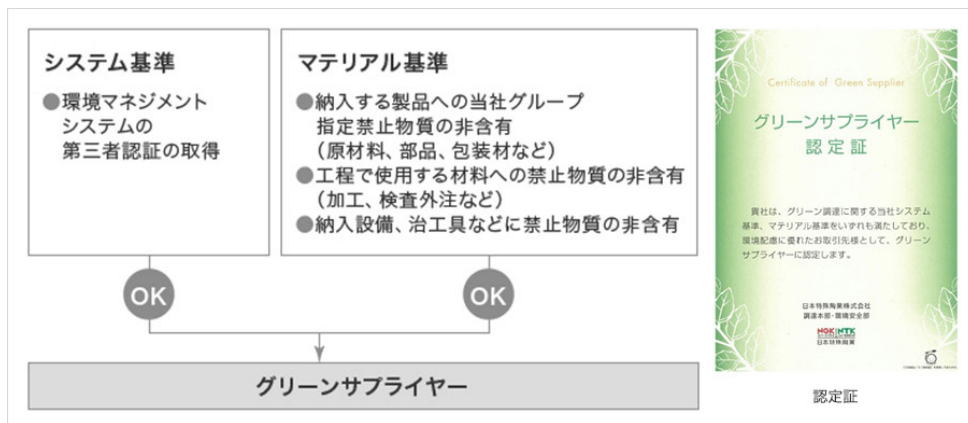 システム基準
●環境マネジメント
システムの
第三者認証の取得
マテリアル基準
●納入する製品への当社グループ
指定禁止物質の非含有
（原材料、部品、包装材など）
●工程で使用する材料への禁止物質の非含有
（加工、検査外注など）
●納入設備、治工具などに禁止物質の非含有
OK
OK
グリーンサプライヤー
Certificate of Green Supplier
グリーンサプライヤー
認定証
貴社は、グリーン調達に関する当社システム
基準、マテリアル基準をいずれも満たしており、
環境配慮に優れたお取引先様として、グリーン
サプライヤーに認定します。
日本特殊陶業株式会社
調達本部・環境安全部
NGK NTK
日本特殊陶業
認定証